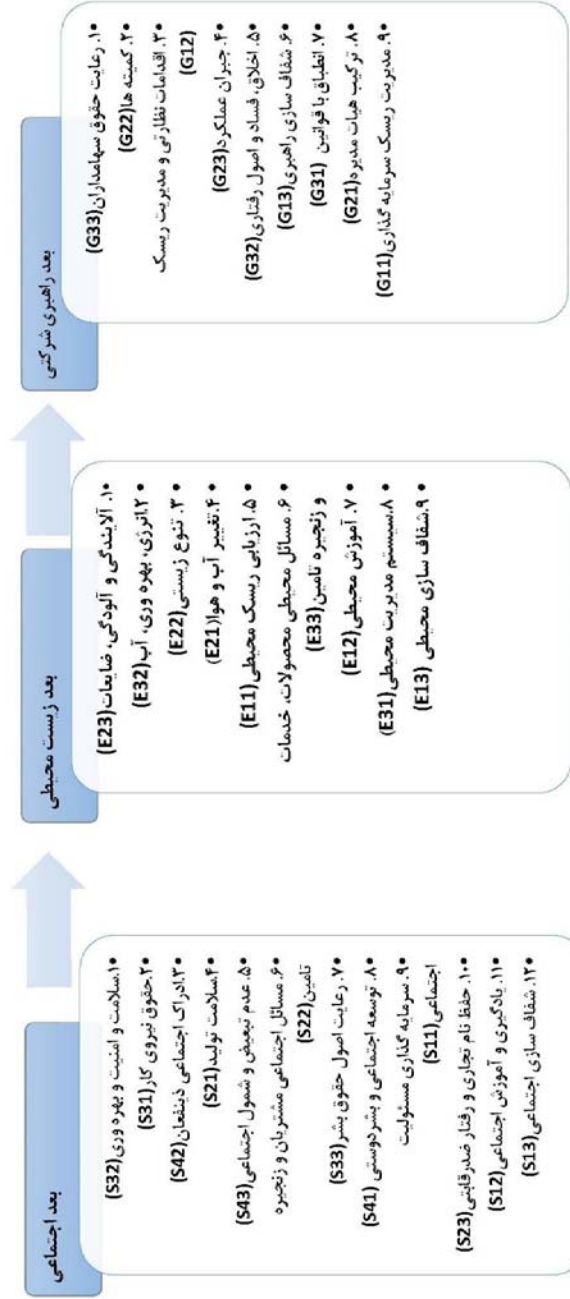 بعد اجتماعی
۱. سلامت و امنیت و بهره وری (S32)
۲. حقوق نیروی کار (S31)
۳. ادراک اجتماعی ذینفعان (S42)
۴. سلامت تولید (S21)
۵. عدم تبعیض و شمول اجتماعی (S43)
۶. مسائل اجتماعی مشتریان و زنجیره
تامین (S22)
۷. رعایت اصول حقوق بشر (S33)
۸. توسعه اجتماعی و بشردوستی (S41)
۹. سرمایه گذاری مسئولیت
اجتماعی (S11)
۱۰. حفظ نام تجاری و رفتار ضدرقابتی (S23)
۱۱. یادگیری و آموزش اجتماعی (S12)
۱۲. شفاف سازی اجتماعی (S13)
بعد زیست محیطی
۱. آلایندگی و آلودگی، ضایعات (E23)
۲. انرژی، بهره وری، آب (E32)
۳. تنوع زیستی (E22)
۴. تغییر آب و هوا (E21)
۵. ارزیابی ریسک محیطی (E11)
۶. مسائل محیطی محصولات، خدمات
و زنجیره تامین (E33)
۷. آموزش محیطی (E12)
۸. سیستم مدیریت محیطی (E31)
۹. شفاف سازی محیطی (E13)
بعد راهبری شرکتی
۱. رعایت حقوق سهامداران (G33)
۲. کمیته ها (G22)
۳. اقدامات نظارتی و مدیریت ریسک
(G12)
۴. جبران عملکرد (G23)
۵. اخلاق، فساد و اصول رفتاری (G32)
۶. شفاف سازی راهبری (G13)
۷. انطباق با قوانین (G31)
۸. ترکیب هیات مدیره (G21)
۹. مدیریت ریسک سرمایه گذاری (G11)